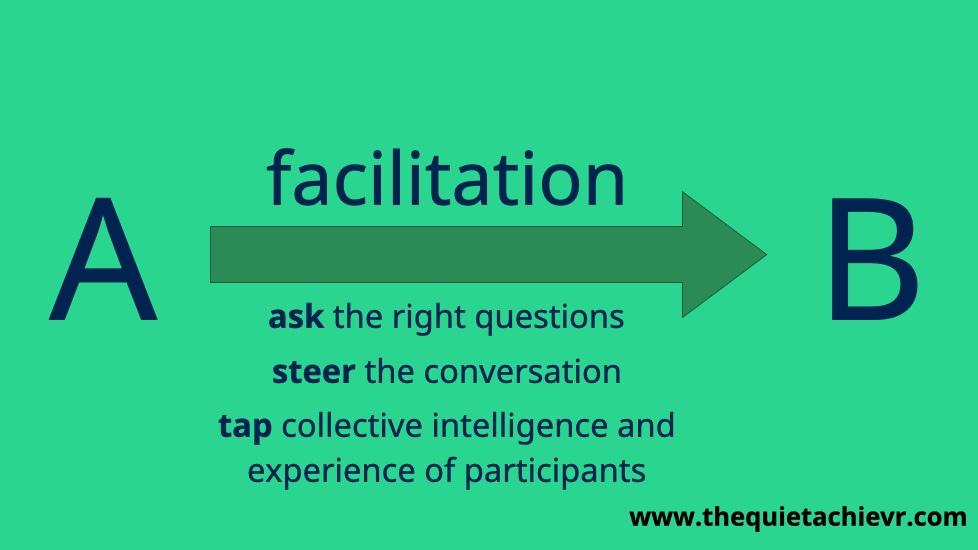 facilitation
A
B
ask the right questions
steer the conversation
tap collective intelligence and
experience of participants
www.thequietachievr.com